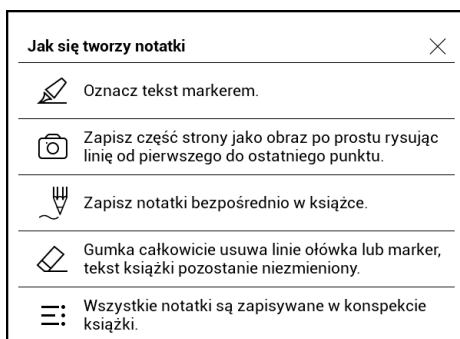 Jak się tworzy notatki
Oznacz tekst markerem.
Zapisz część strony jako obraz po prostu rysując
linię od pierwszego do ostatniego punktu.
Zapisz notatki bezpośrednio w książce.
Gumka całkowicie usuwa linie ołówka lub marker,
tekst książki pozostanie niezmieniony.
Wszystkie notatki są zapisywane w konspekcie
książki.